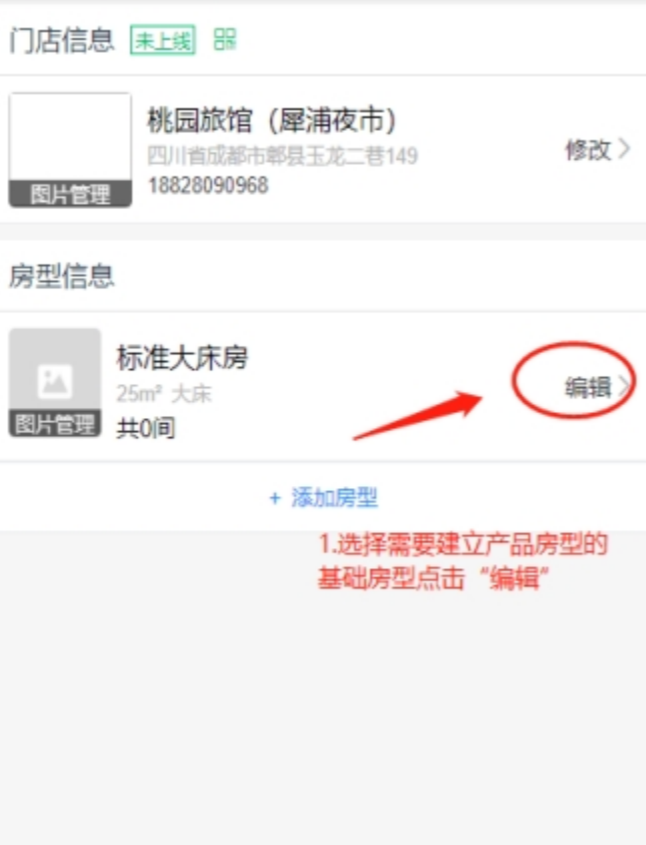 门店信息 未上线
桃园旅馆（犀浦夜市）
四川省成都市郫县玉龙二巷149
修改
18828090968
图片管理
房型信息
标准大床房
25m² 大床
编辑
图片管理
共0间
+ 添加房型
1.选择需要建立产品房型的
基础房型点击“编辑”